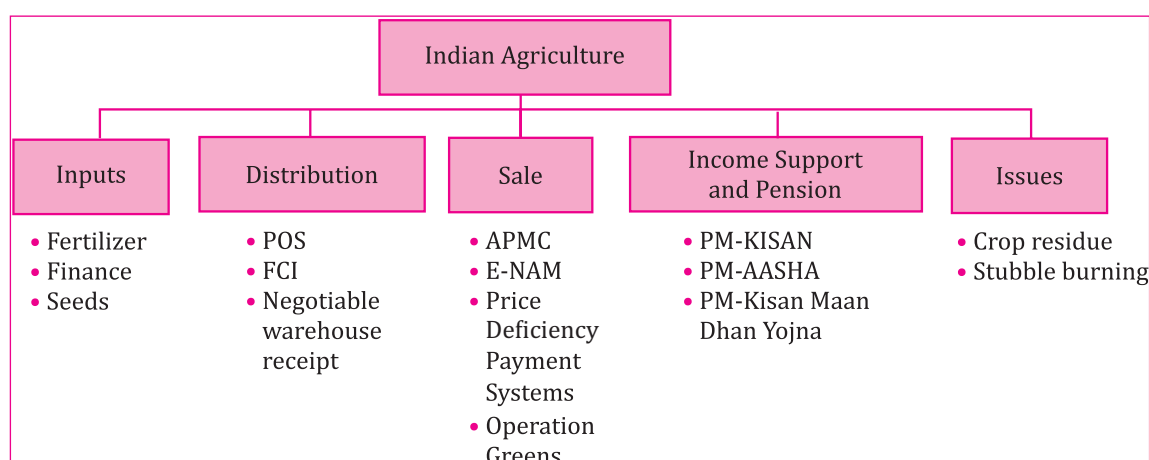 Indian Agriculture
Inputs
• Fertilizer
• Finance
• Seeds
Distribution
• POS
• FCI
• Negotiable
warehouse
receipt
Sale
• APMC
• E-NAM
• Price
Deficiency
Payment
Systems
• Operation
Greens
Income Support
and Pension
• PM-KISAN
• PM-AASHA
• PM-Kisan Maan
Dhan Yojna
Issues
• Crop residue
• Stubble burning